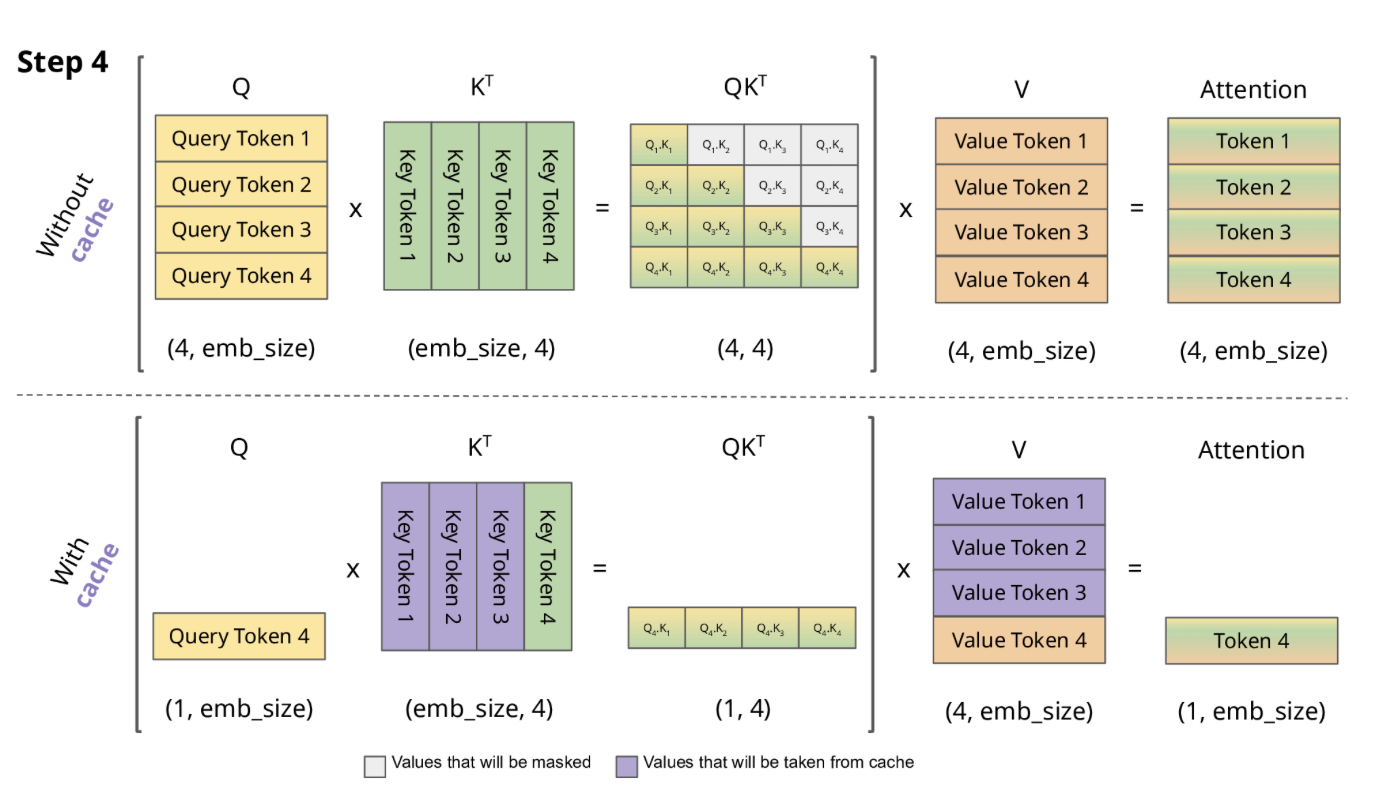 Step 4
Without
cache
Q
K^T
QK^T
V
Attention
Query Token 1
Query Token 2
Query Token 3
Query Token 4
x
Key Token 1
Key Token 2
Key Token 3
Key Token 4
=
Q₁.K₁ Q₁.K₂ Q₁.K₃ Q₁.K₄
Q₂.K₁ Q₂.K₂ Q₂.K₃ Q₂.K₄
Q₃.K₁ Q₃.K₂ Q₃.K₃ Q₃.K₄
Q₄.K₁ Q₄.K₂ Q₄.K₃ Q₄.K₄
x
Value Token 1
Value Token 2
Value Token 3
Value Token 4
=
Token 1
Token 2
Token 3
Token 4
(4, emb_size)
(emb_size, 4)
(4, 4)
(4, emb_size)
(4, emb_size)
With
cache
Q
K^T
QK^T
V
Attention
Query Token 4
x
Key Token 1
Key Token 2
Key Token 3
Key Token 4
=
Q₄.K₁ Q₄.K₂ Q₄.K₃ Q₄.K₄
x
Value Token 1
Value Token 2
Value Token 3
Value Token 4
=
Token 4
(1, emb_size)
(emb_size, 4)
(1, 4)
(4, emb_size)
(1, emb_size)
Values that will be masked
Values that will be taken from cache